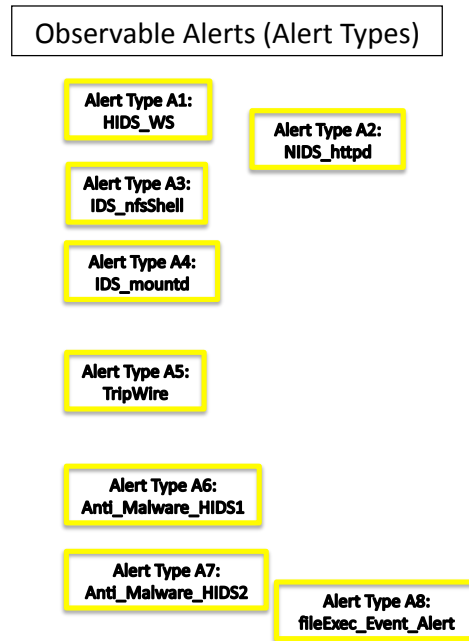 Observable Alerts (Alert Types)
Alert Type A1:
HIDS_WS
Alert Type A2:
NIDS_httpd
Alert Type A3:
IDS_nfsShell
Alert Type A4:
IDS_mountd
Alert Type A5:
TripWire
Alert Type A6:
Anti_Malware_HIDS1
Alert Type A7:
Anti_Malware_HIDS2
Alert Type A8:
fileExec_Event_Alert